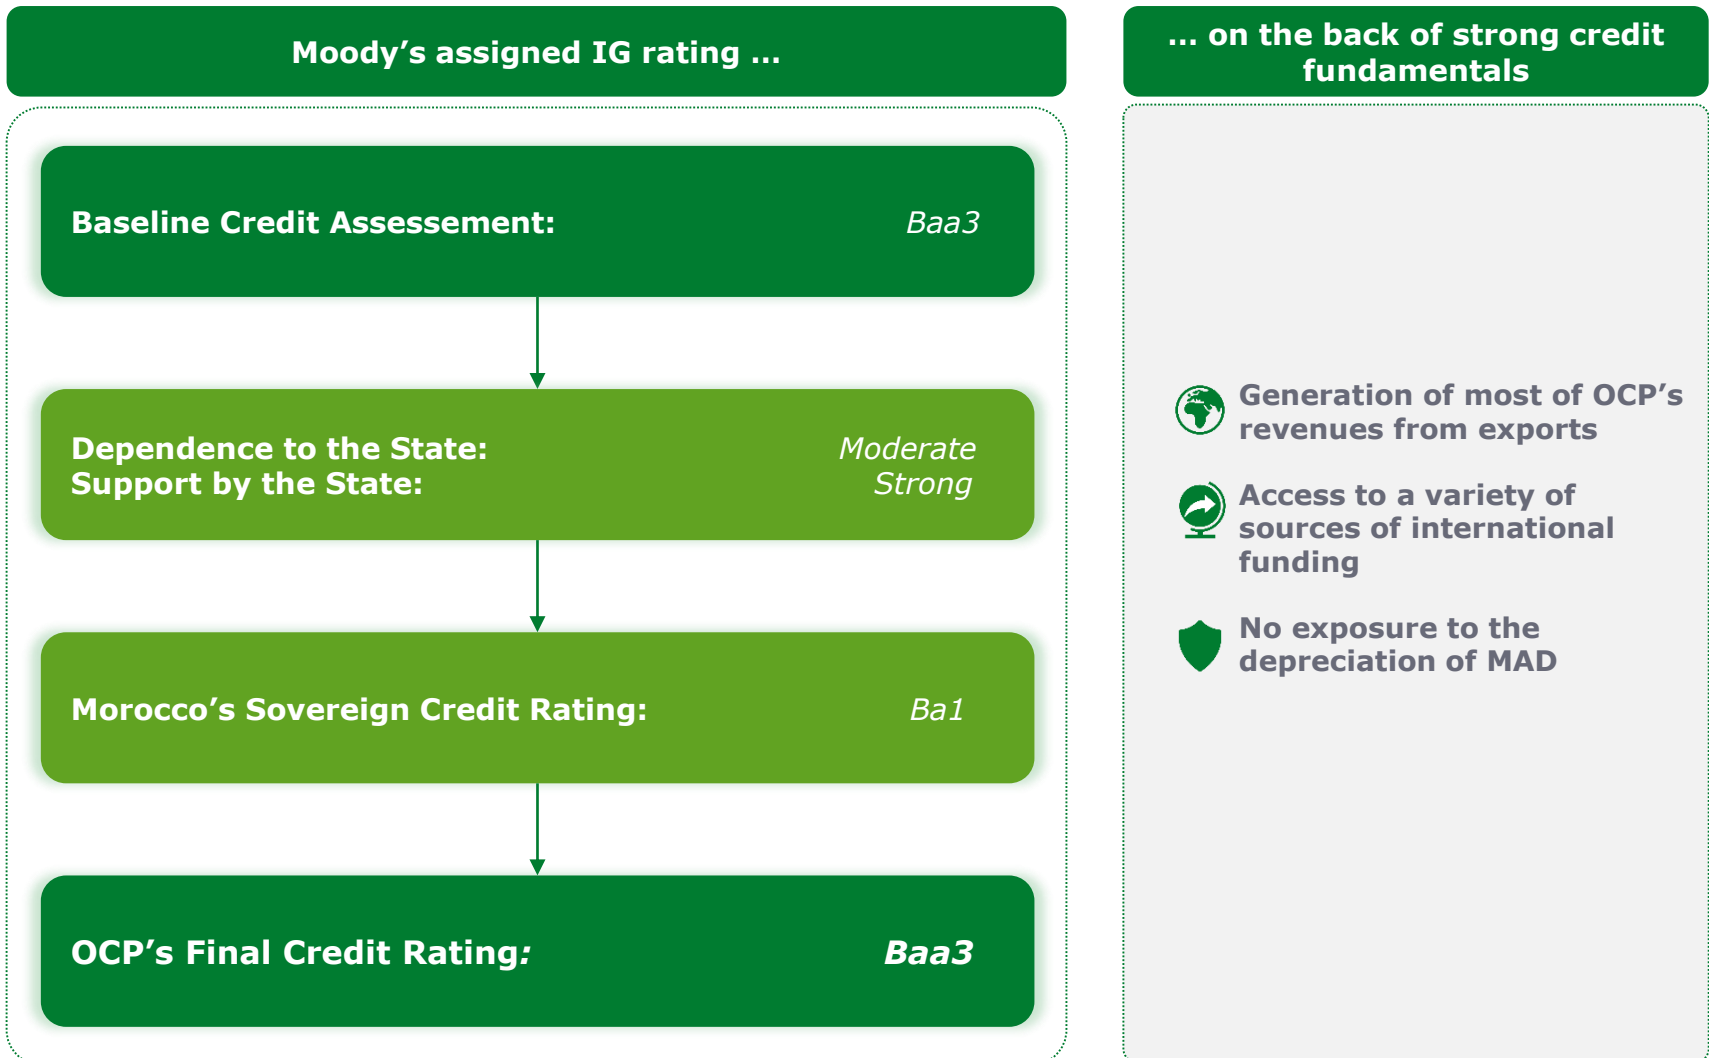 Moody’s assigned IG rating …
Baseline Credit Assessement: Baa3
Dependence to the State: Moderate
Support by the State: Strong
Morocco’s Sovereign Credit Rating: Ba1
OCP’s Final Credit Rating: Baa3
… on the back of strong credit
fundamentals
Generation of most of OCP’s
revenues from exports
Access to a variety of
sources of international
funding
No exposure to the
depreciation of MAD